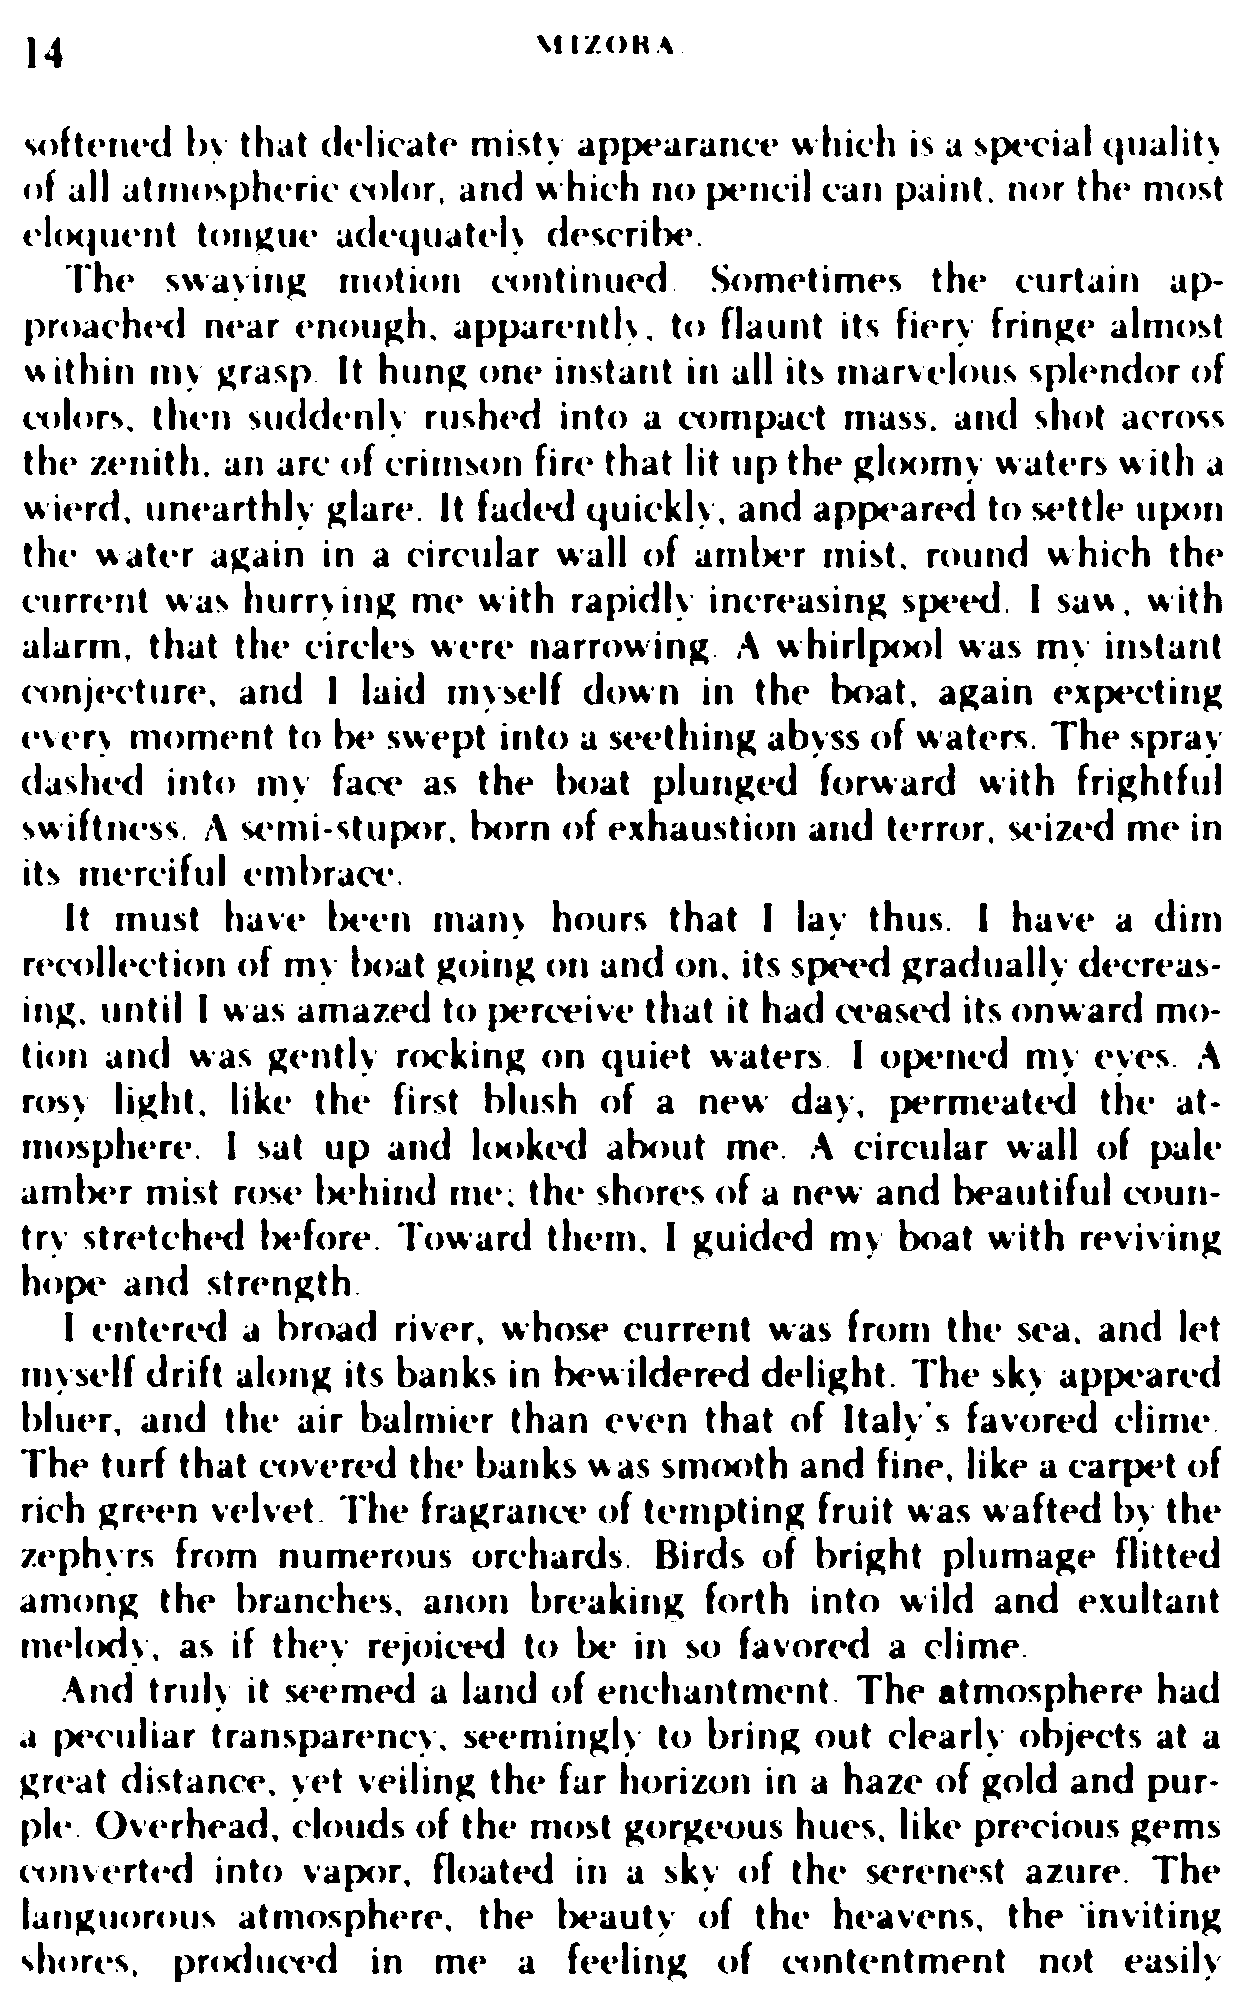 14 MIZORA
softened by that delicate misty appearance which is a special quality
of all atmospheric color, and which no pencil can paint, nor the most
eloquent tongue adequately describe.
The swaying motion continued. Sometimes the curtain ap-
proached near enough, apparently, to flaunt its fiery fringe almost
within my grasp. It hung one instant in all its marvelous splendor of
colors, then suddenly rushed into a compact mass, and shot across
the zenith, an arc of crimson fire that lit up the gloomy waters with a
wierd, unearthly glare. It faded quickly, and appeared to settle upon
the water again in a circular wall of amber mist, round which the
current was hurrying me with rapidly increasing speed. I saw, with
alarm, that the circles were narrowing. A whirlpool was my instant
conjecture, and I laid myself down in the boat, again expecting
every moment to be swept into a seething abyss of waters. The spray
dashed into my face as the boat plunged forward with frightful
swiftness. A semi-stupor, born of exhaustion and terror, seized me in
its merciful embrace.
It must have been many hours that I lay thus. I have a dim
recollection of my boat going on and on, its speed gradually decreas-
ing, until I was amazed to perceive that it had ceased its onward mo-
tion and was gently rocking on quiet waters. I opened my eyes. A
rosy light, like the first blush of a new day, permeated the at-
mosphere. I sat up and looked about me. A circular wall of pale
amber mist rose behind me; the shores of a new and beautiful coun-
try stretched before. Toward them, I guided my boat with reviving
hope and strength.
I entered a broad river, whose current was from the sea, and let
myself drift along its banks in bewildered delight. The sky appeared
bluer, and the air balmier than even that of Italy's favored clime.
The turf that covered the banks was smooth and fine, like a carpet of
rich green velvet. The fragrance of tempting fruit was wafted by the
zephyrs from numerous orchards. Birds of bright plumage flitted
among the branches, anon breaking forth into wild and exultant
melody, as if they rejoiced to be in so favored a clime.
And truly it seemed a land of enchantment. The atmosphere had
a peculiar transparency, seemingly to bring out clearly objects at a
great distance, yet veiling the far horizon in a haze of gold and pur-
ple. Overhead, clouds of the most gorgeous hues, like precious gems
converted into vapor, floated in a sky of the serenest azure. The
languorous atmosphere, the beauty of the heavens, the inviting
shores, produced in me a feeling of contentment not easily